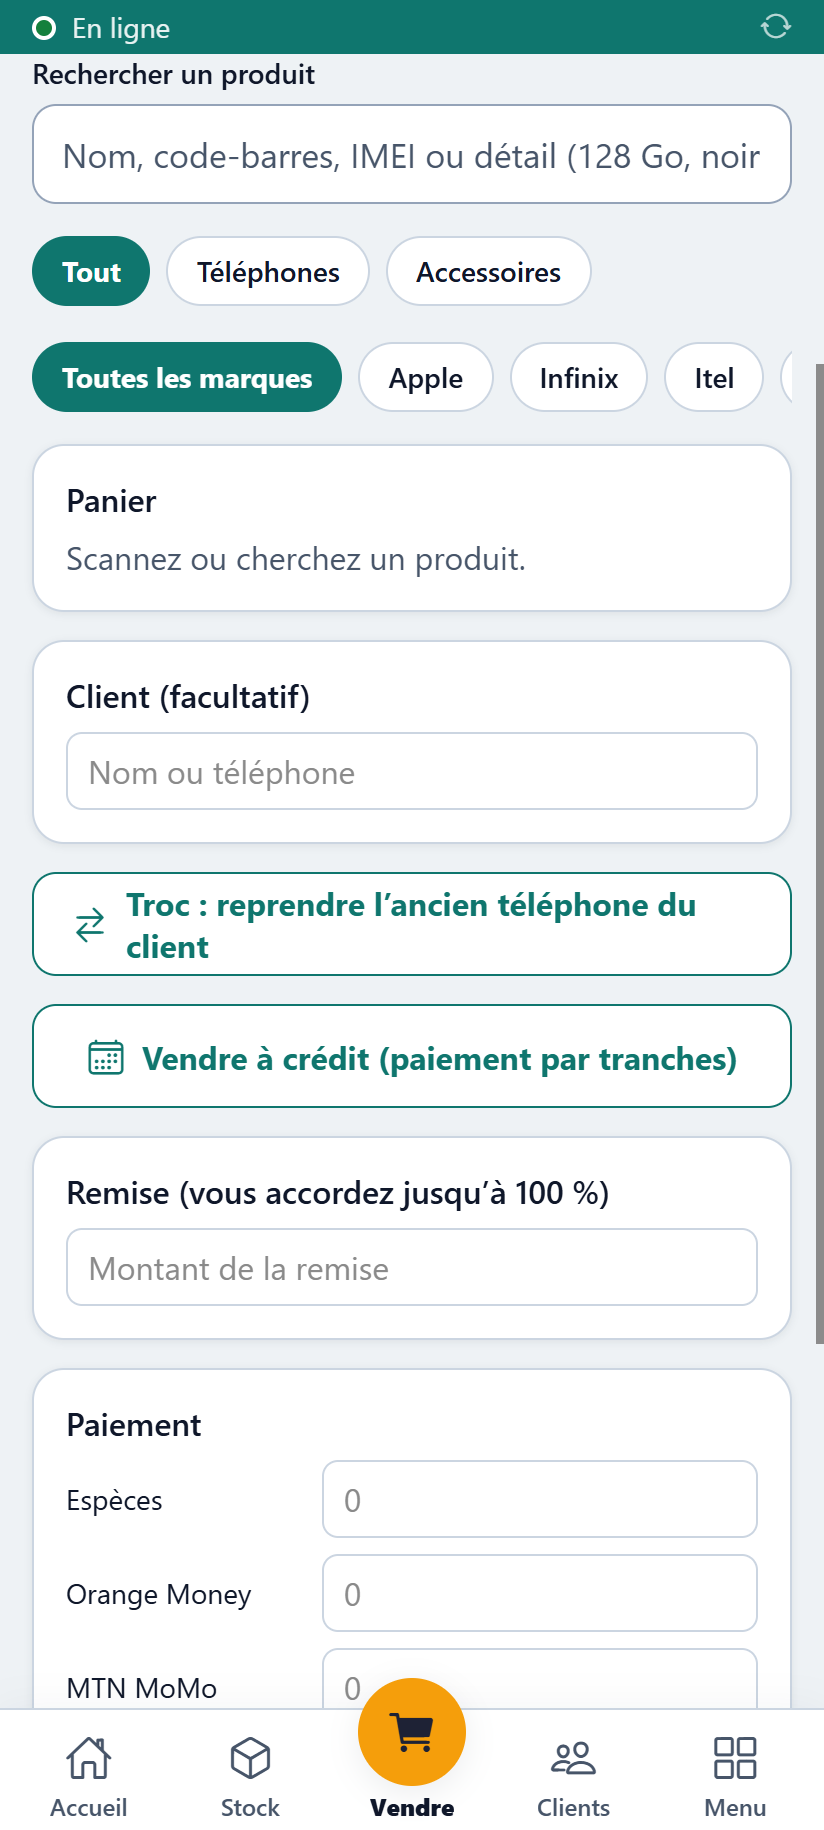 En ligne
Rechercher un produit
Nom, code-barres, IMEI ou détail (128 Go, noir
Tout
Téléphones
Accessoires
Toutes les marques
Apple
Infinix
Itel
Panier
Scannez ou cherchez un produit.
Client (facultatif)
Nom ou téléphone
Troc : reprendre l’ancien téléphone du
client
Vendre à crédit (paiement par tranches)
Remise (vous accordez jusqu’à 100 %)
Montant de la remise
Paiement
Espèces
0
Orange Money
0
MTN MoMo
0
Accueil
Stock
Vendre
Clients
Menu